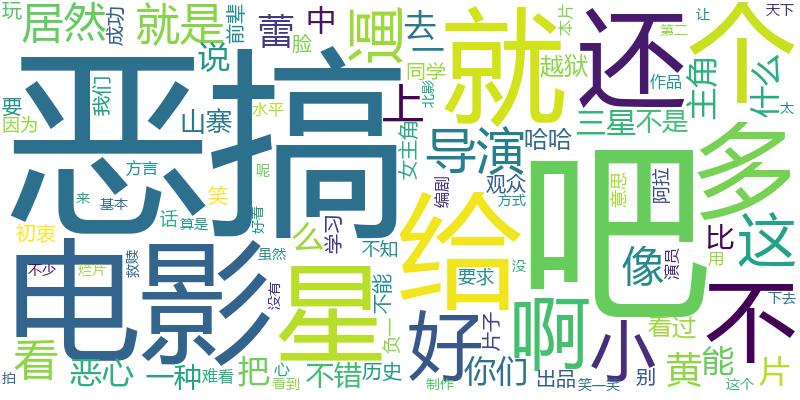 玩
居然
成功
就是
前辈
蕾
脸
中
逼
去
一
就
还
个
本片
让
第二
天下
恶搞
要
因为
我们
山寨
说
水平
上
同学
北影
越狱
作品
主角
什么
太
三星
不是
导演
哈哈
女主角
方言
呢
吧
多
来
基本
笑
编剧
观众
方式
意思
阿拉
初衷
话
算是
好看
么
学习
不知
给
像
演员
比
这
用
电影
不少
烂片
救赎
虽然
没有
星
不能
要求
没
啊
不
下去
看
恶心
一种
难看
把
心
看到
不错
历史
负一
好
片子
你们
出品
小
看过
黄
能
片
拍
制作
笑一笑
别
这个